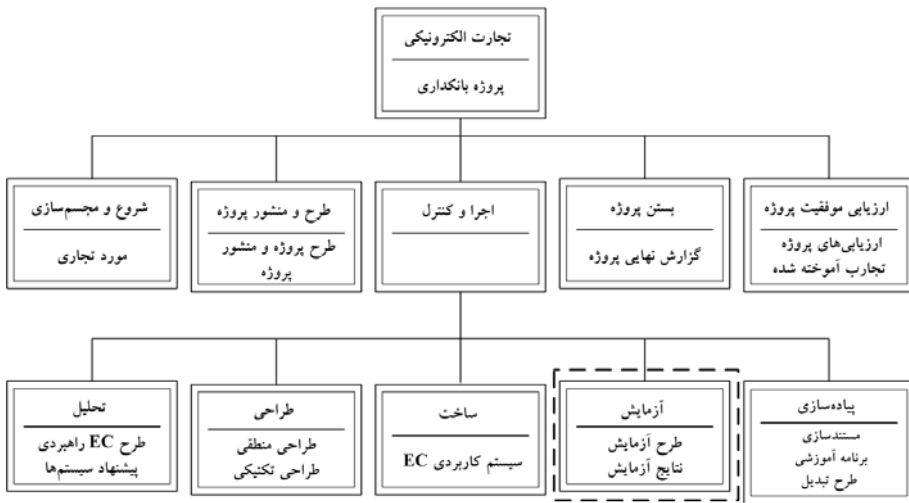 تجارت الکترونیکی
پروژه بانکداری
شروع و مجسم‌سازی
مورد تجاری
طرح و منشور پروژه
طرح پروژه و منشور
پروژه
اجرا و کنترل
بستن پروژه
گزارش نهایی پروژه
ارزیابی موفقیت پروژه
ارزیابی‌های پروژه
تجارب آموخته شده
تحلیل
طرح EC راهبردی
پیشنهاد سیستم‌ها
طراحی
طراحی منطقی
طراحی تکنیکی
ساخت
سیستم کاربردی EC
آزمایش
طرح آزمایش
نتایج آزمایش
پیاده‌سازی
مستندسازی
برنامه آموزشی
طرح تبدیل